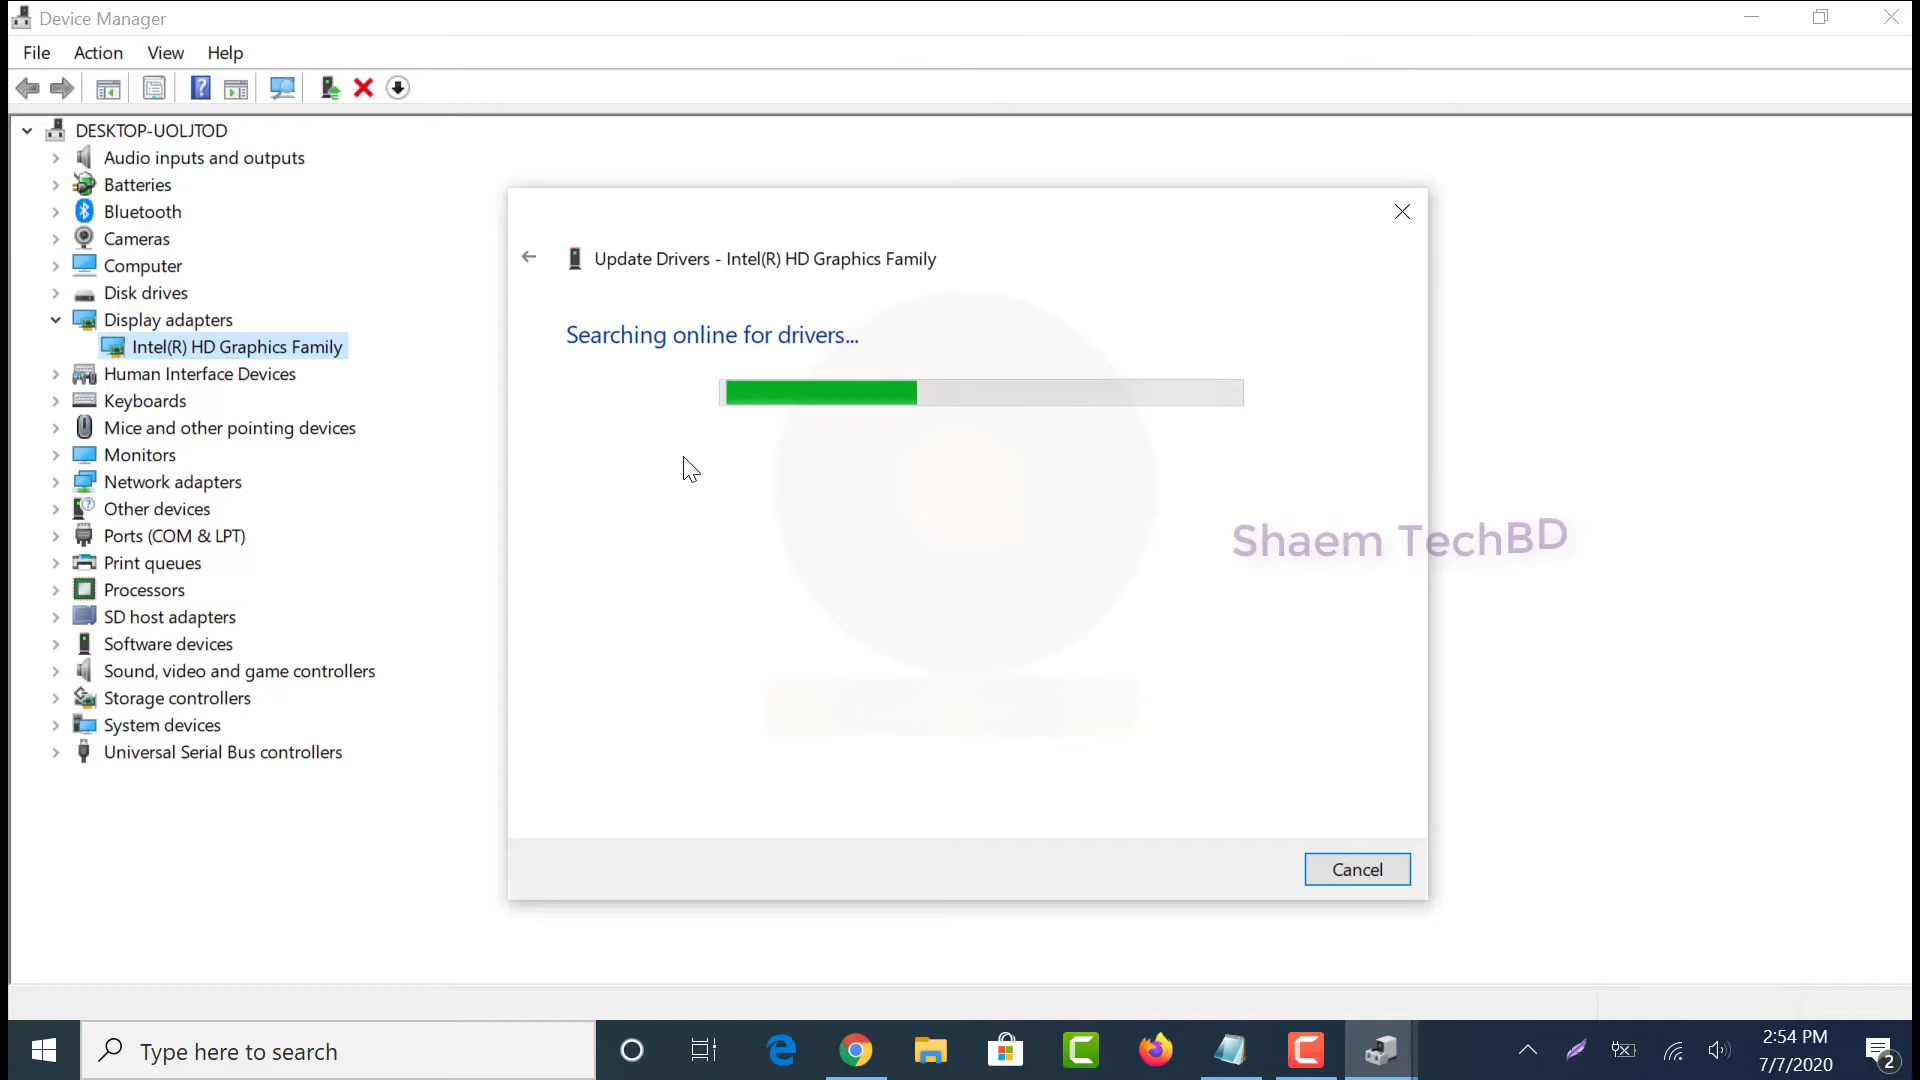 Device Manager
File Action View Help
DESKTOP-UOLJTOD
Audio inputs and outputs
Batteries
Bluetooth
Cameras
Computer
Disk drives
Display adapters
Intel(R) HD Graphics Family
Human Interface Devices
Keyboards
Mice and other pointing devices
Monitors
Network adapters
Other devices
Ports (COM & LPT)
Print queues
Processors
SD host adapters
Software devices
Sound, video and game controllers
Storage controllers
System devices
Universal Serial Bus controllers
Update Drivers - Intel(R) HD Graphics Family
Searching online for drivers...
Shaem TechBD
Cancel
Type here to search
2:54 PM
7/7/2020
2